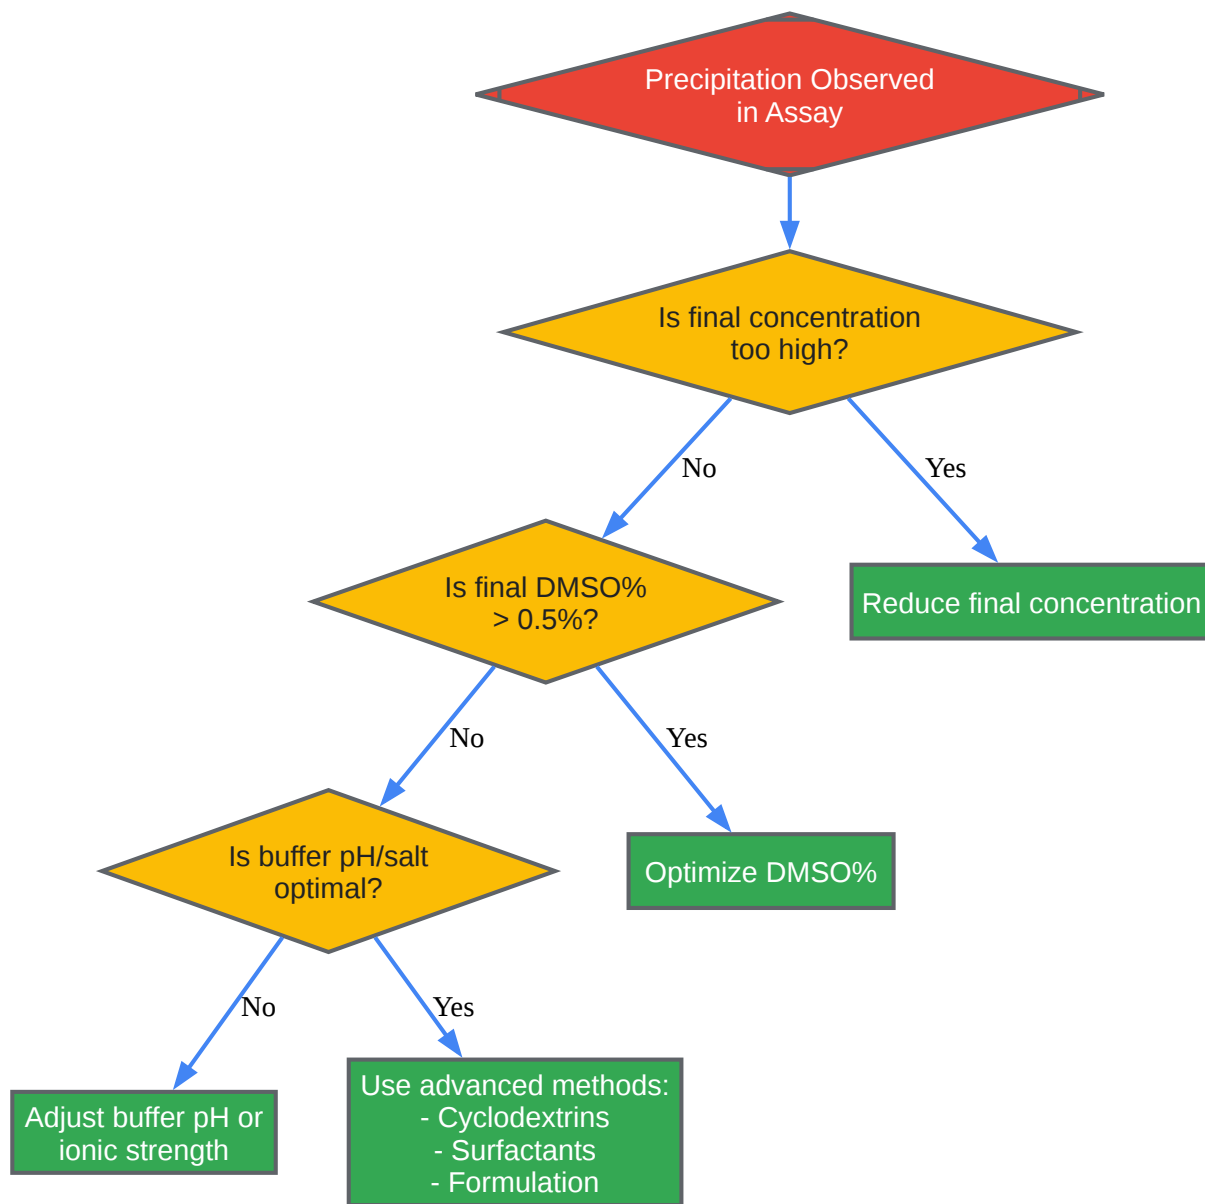 Precipitation Observed
in Assay
Is final concentration
too high?
No
Yes
Is final DMSO%
> 0.5%?
Reduce final concentration
No
Yes
Is buffer pH/salt
optimal?
Optimize DMSO%
No
Yes
Adjust buffer pH or
ionic strength
Use advanced methods:
- Cyclodextrins
- Surfactants
- Formulation